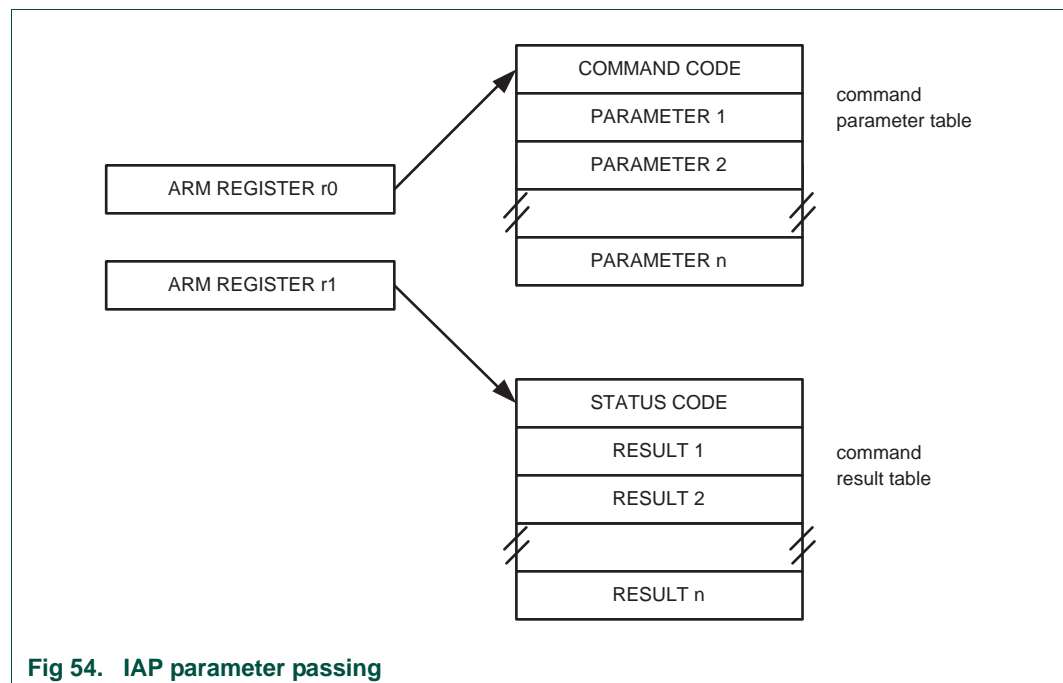 COMMAND CODE
PARAMETER 1
PARAMETER 2
PARAMETER n
command
parameter table
ARM REGISTER r0
ARM REGISTER r1
STATUS CODE
RESULT 1
RESULT 2
RESULT n
command
result table
Fig 54. IAP parameter passing